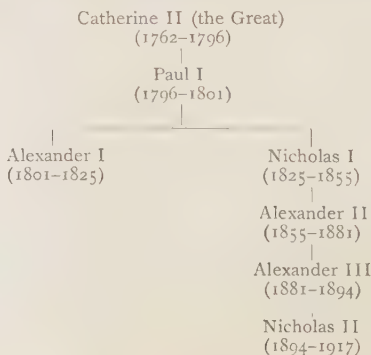 Catherine II (the Great)
(1762–1796)
Paul I
(1796–1801)
Alexander I
(1801–1825)
Nicholas I
(1825–1855)
Alexander II
(1855–1881)
Alexander III
(1881–1894)
Nicholas II
(1894–1917)